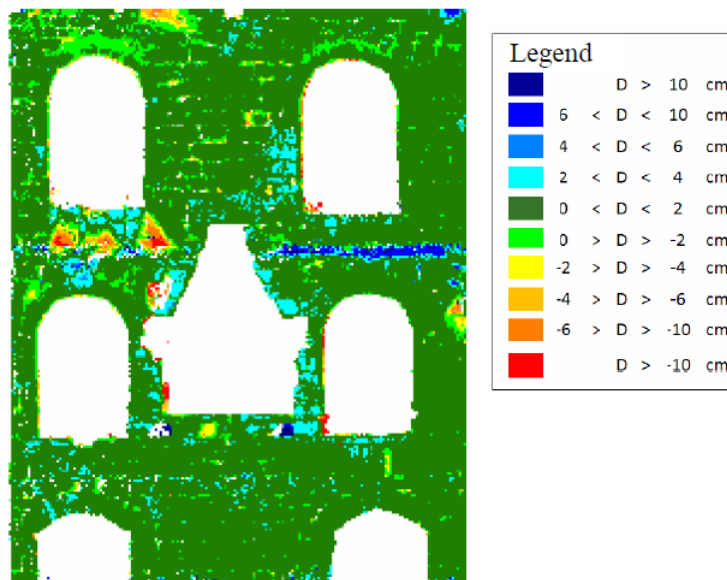 Legend
D > 10 cm
6 < D < 10 cm
4 < D < 6 cm
2 < D < 4 cm
0 < D < 2 cm
0 > D > -2 cm
-2 > D > -4 cm
-4 > D > -6 cm
-6 > D > -10 cm
D > -10 cm